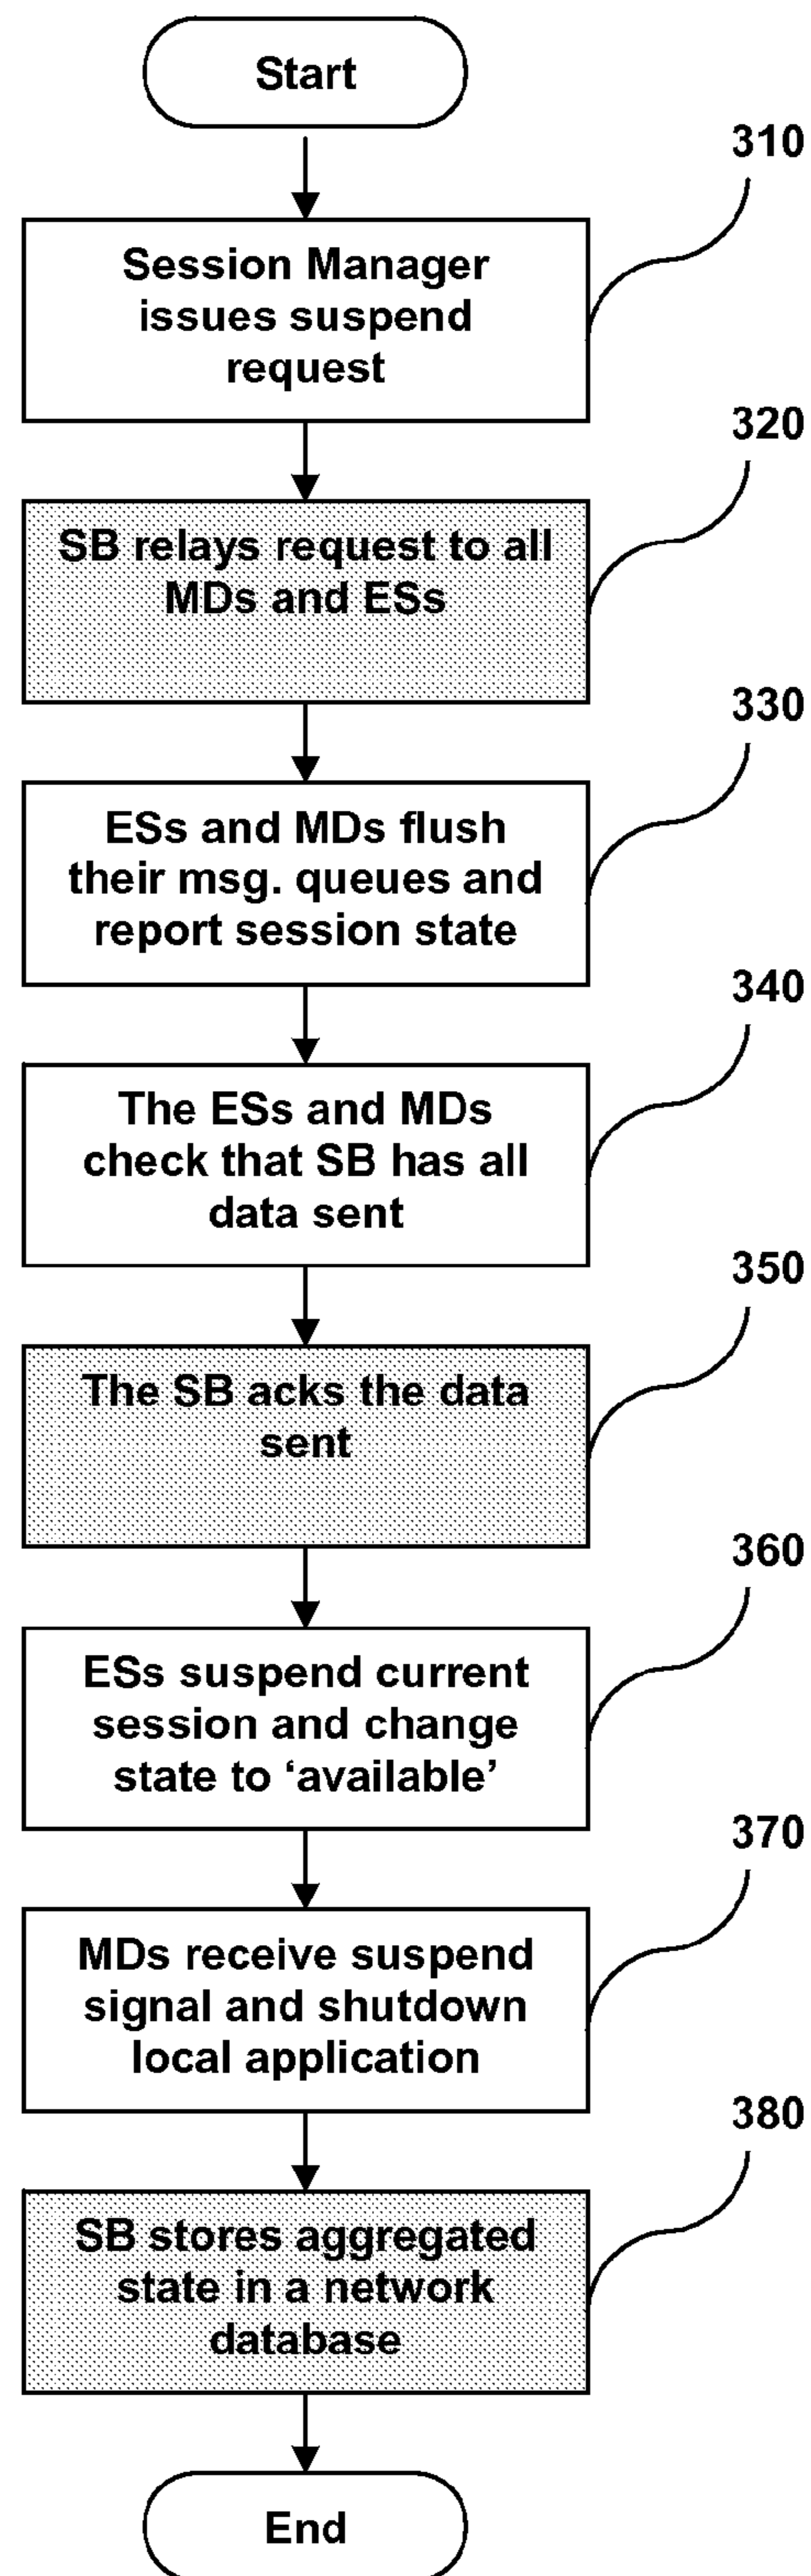 Start
310
Session Manager
issues suspend
request
320
SB relays request to all
MDs and ESs
330
ESs and MDs flush
their msg. queues and
report session state
340
The ESs and MDs
check that SB has all
data sent
350
The SB acks the data
sent
360
ESs suspend current
session and change
state to ‘available’
370
MDs receive suspend
signal and shutdown
local application
380
SB stores aggregated
state in a network
database
End